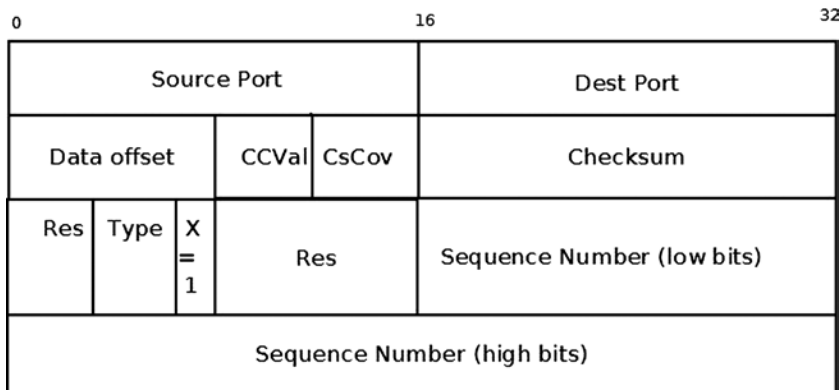 0 16 32
Source Port Dest Port
Data offset CCVal CsCov Checksum
Res Type X = 1 Res Sequence Number (low bits)
Sequence Number (high bits)